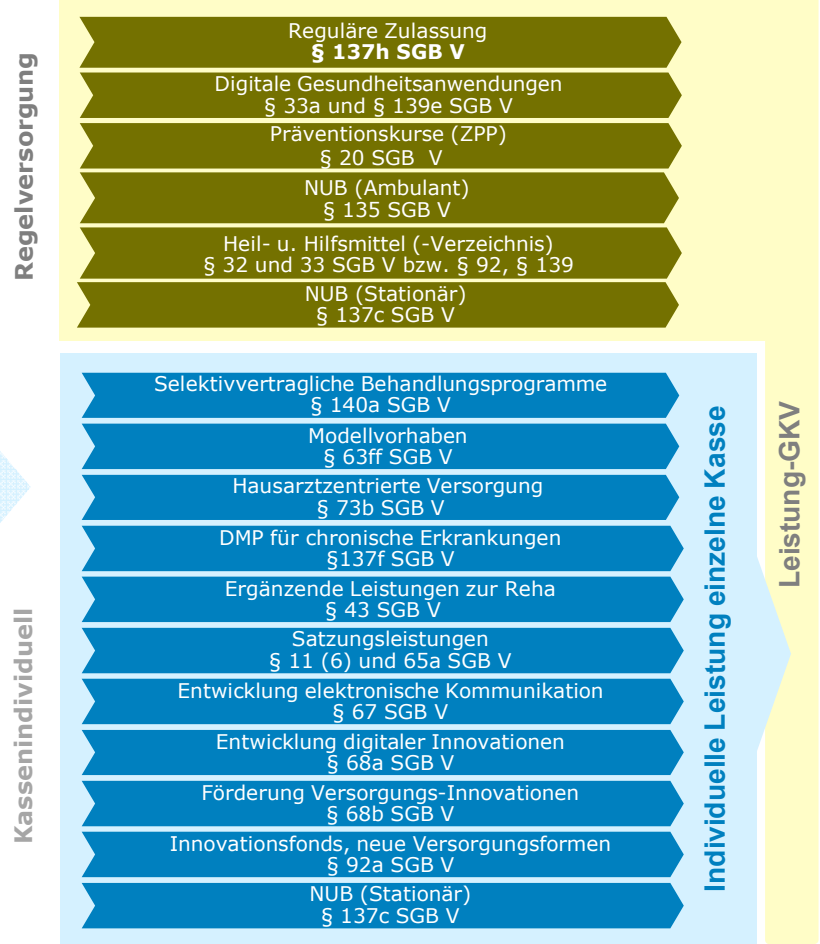 Regelversorgung
Reguläre Zulassung
§ 137h SGB V
Digitale Gesundheitsanwendungen
§ 33a und § 139e SGB V
Präventionskurse (ZPP)
§ 20 SGB V
NUB (Ambulant)
§ 135 SGB V
Heil- u. Hilfsmittel (-Verzeichnis)
§ 32 und 33 SGB V bzw. § 92, § 139
NUB (Stationär)
§ 137c SGB V
Kassenindividuell
Selektivvertragliche Behandlungsprogramme
§ 140a SGB V
Modellvorhaben
§ 63ff SGB V
Hausarztzentrierte Versorgung
§ 73b SGB V
DMP für chronische Erkrankungen
§137f SGB V
Ergänzende Leistungen zur Reha
§ 43 SGB V
Satzungsleistungen
§ 11 (6) und 65a SGB V
Entwicklung elektronische Kommunikation
§ 67 SGB V
Entwicklung digitaler Innovationen
§ 68a SGB V
Förderung Versorgungs-Innovationen
§ 68b SGB V
Innovationsfonds, neue Versorgungsformen
§ 92a SGB V
NUB (Stationär)
§ 137c SGB V
Individuelle Leistung einzelne Kasse
Leistung-GKV